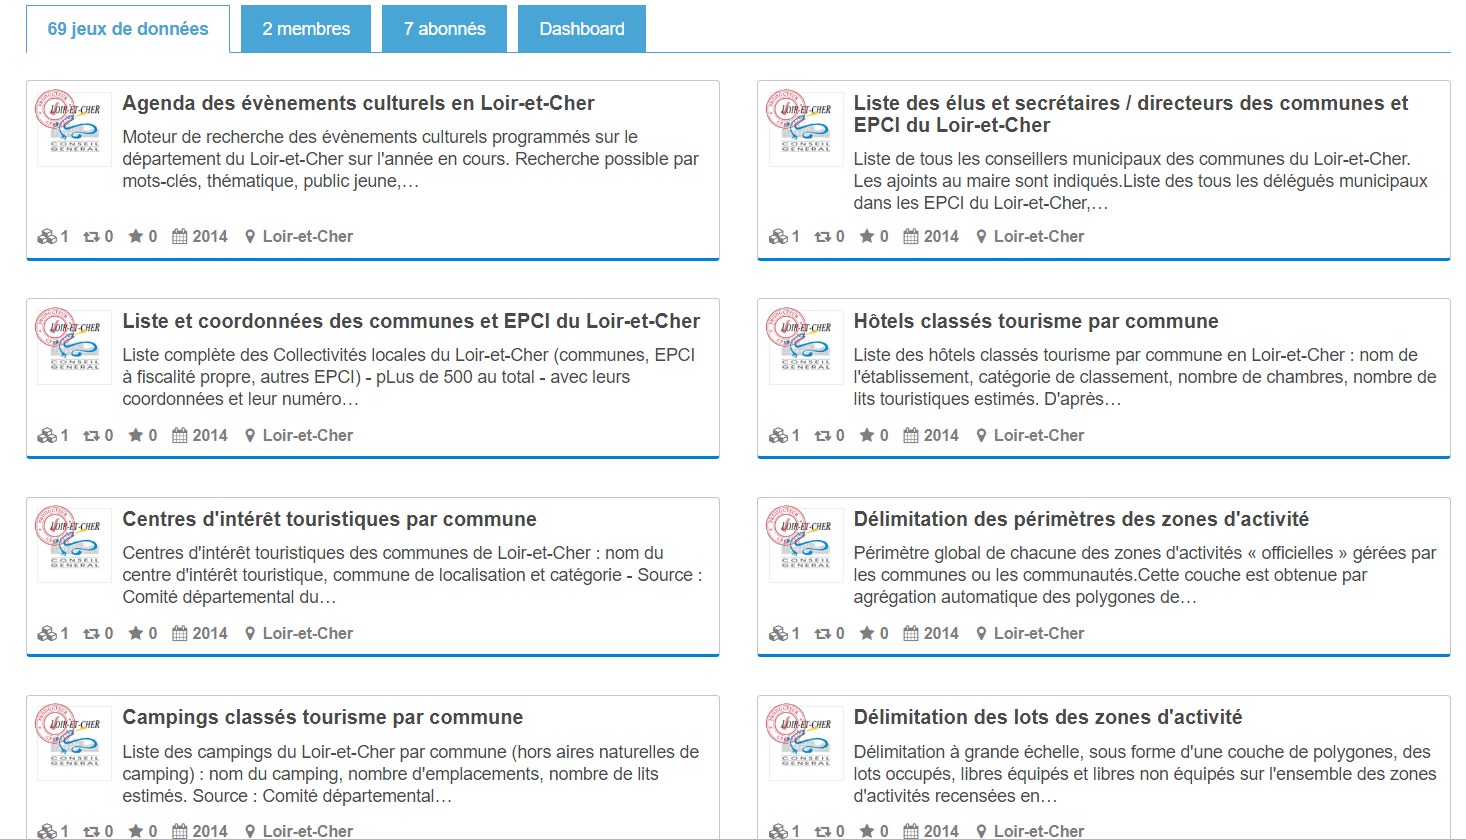 69 jeux de données
2 membres
7 abonnés
Dashboard
LOIR-ET-CHER
CONSEIL
GENERAL
Agenda des évènements culturels en Loir-et-Cher
Moteur de recherche des évènements culturels programmés sur le
département du Loir-et-Cher sur l'année en cours. Recherche possible par
mots-clés, thématique, public jeune,…
1 0 0 2014 Loir-et-Cher
LOIR-ET-CHER
CONSEIL
GENERAL
Liste des élus et secrétaires / directeurs des communes et
EPCI du Loir-et-Cher
Liste de tous les conseillers municipaux des communes du Loir-et-Cher.
Les ajoints au maire sont indiqués.Liste des tous les délégués municipaux
dans les EPCI du Loir-et-Cher,…
1 0 0 2014 Loir-et-Cher
LOIR-ET-CHER
CONSEIL
GENERAL
Liste et coordonnées des communes et EPCI du Loir-et-Cher
Liste complète des Collectivités locales du Loir-et-Cher (communes, EPCI
à fiscalité propre, autres EPCI) - pLus de 500 au total - avec leurs
coordonnées et leur numéro…
1 0 0 2014 Loir-et-Cher
LOIR-ET-CHER
CONSEIL
GENERAL
Hôtels classés tourisme par commune
Liste des hôtels classés tourisme par commune en Loir-et-Cher : nom de
l'établissement, catégorie de classement, nombre de chambres, nombre de
lits touristiques estimés. D'après…
1 0 0 2014 Loir-et-Cher
LOIR-ET-CHER
CONSEIL
GENERAL
Centres d'intérêt touristiques par commune
Centres d'intérêt touristiques des communes de Loir-et-Cher : nom du
centre d'intérêt touristique, commune de localisation et catégorie - Source :
Comité départemental du…
1 0 0 2014 Loir-et-Cher
LOIR-ET-CHER
CONSEIL
GENERAL
Délimitation des périmètres des zones d'activité
Périmètre global de chacune des zones d'activités « officielles » gérées par
les communes ou les communautés.Cette couche est obtenue par
agrégation automatique des polygones de…
1 0 0 2014 Loir-et-Cher
LOIR-ET-CHER
CONSEIL
GENERAL
Campings classés tourisme par commune
Liste des campings du Loir-et-Cher par commune (hors aires naturelles de
camping) : nom du camping, nombre d'emplacements, nombre de lits
estimés. Source : Comité départemental…
1 0 0 2014 Loir-et-Cher
LOIR-ET-CHER
CONSEIL
GENERAL
Délimitation des lots des zones d'activité
Délimitation à grande échelle, sous forme d'une couche de polygones, des
lots occupés, libres équipés et libres non équipés sur l'ensemble des zones
d'activités recensées en…
1 0 0 2014 Loir-et-Cher